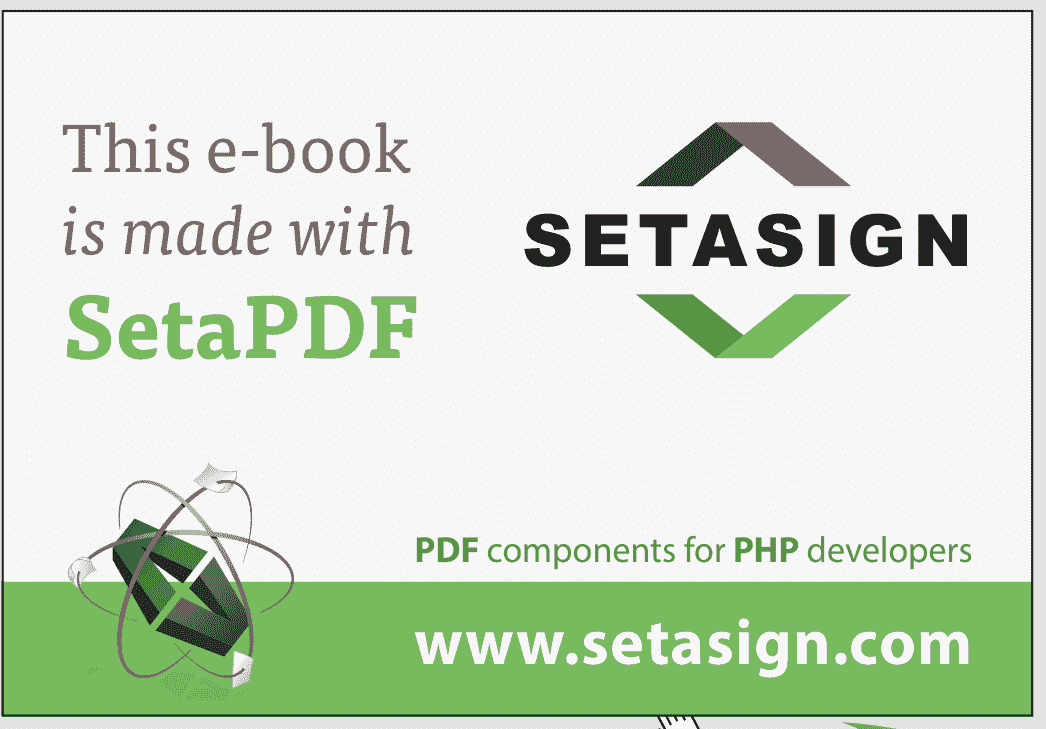 This e-book
is made with
SetaPDF
SETASIGN
PDF components for PHP developers
www.setasign.com